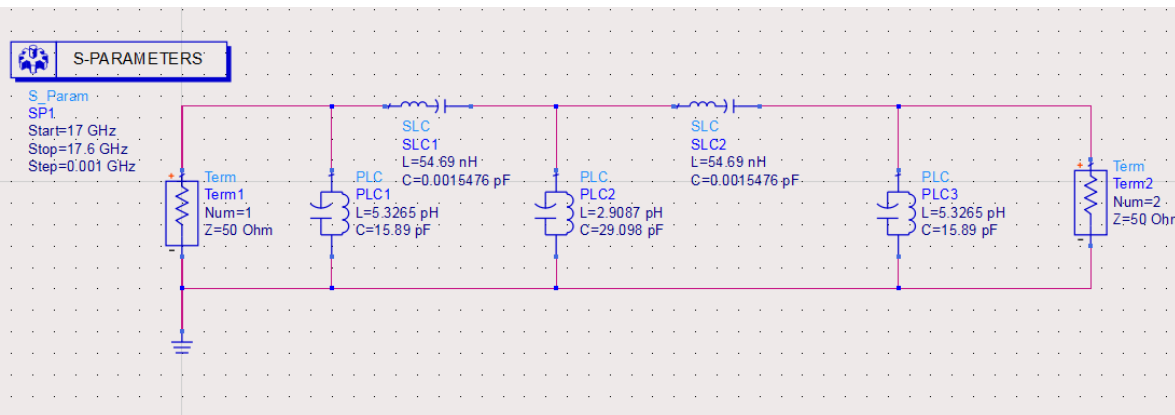 S-PARAMETERS
S_Param
SP1
Start=17 GHz
Stop=17.6 GHz
Step=0.001 GHz
Term
Term1
Num=1
Z=50 Ohm
PLC
PLC1
L=5.3265 pH
C=15.89 pF
SLC
SLC1
L=54.69 nH
C=0.0015476 pF
PLC
PLC2
L=2.9087 pH
C=29.098 pF
SLC
SLC2
L=54.69 nH
C=0.0015476 pF
PLC
PLC3
L=5.3265 pH
C=15.89 pF
Term
Term2
Num=2
Z=50 Ohm